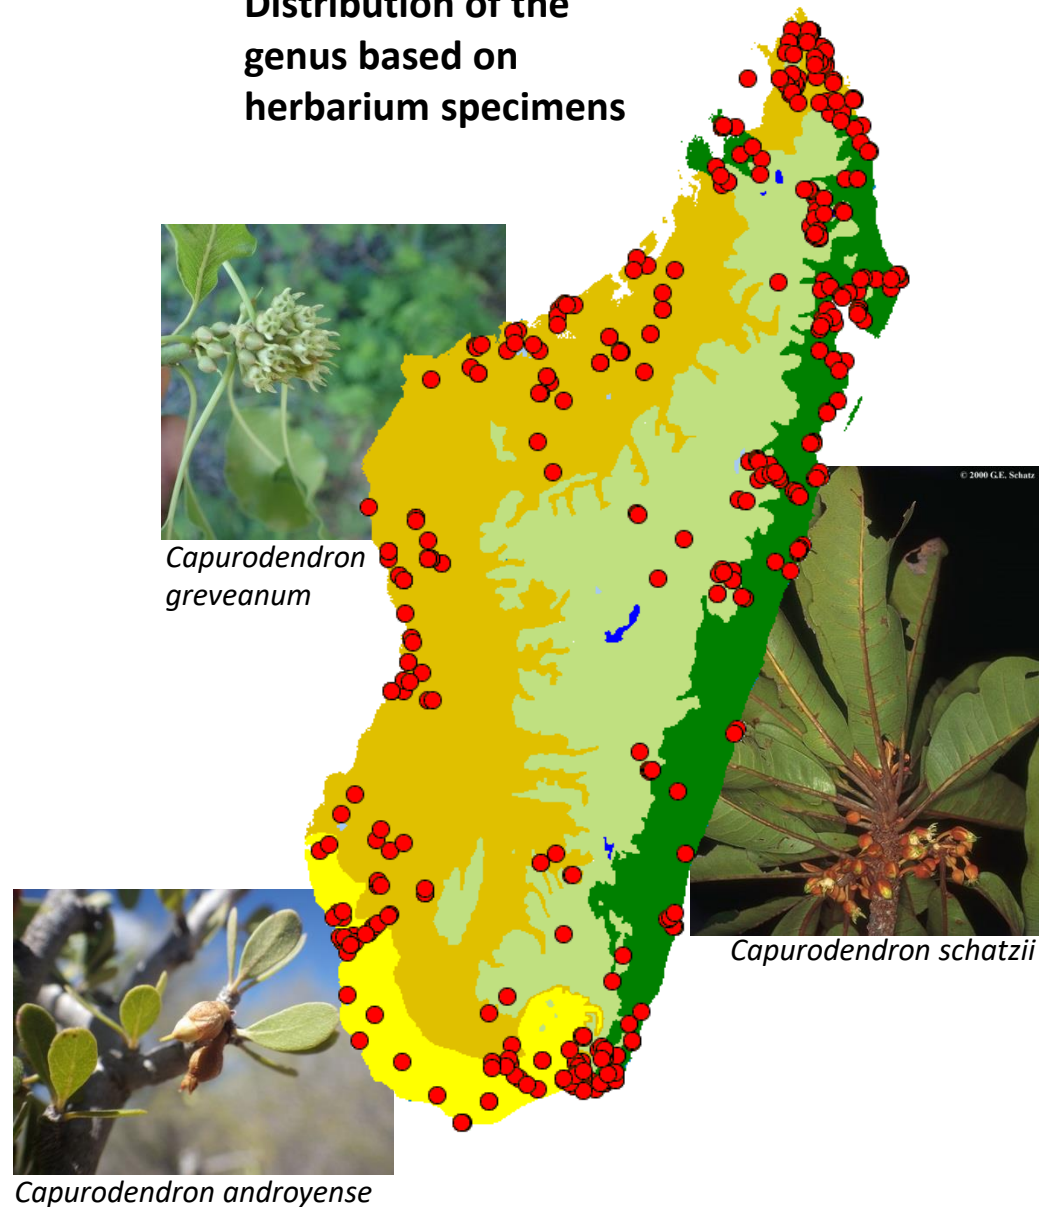 Distribution of the
genus based on
herbarium specimens
© 2000 G.E. Schatz
Capurodendron
greveanum
Capurodendron schatzii
Capurodendron androyense